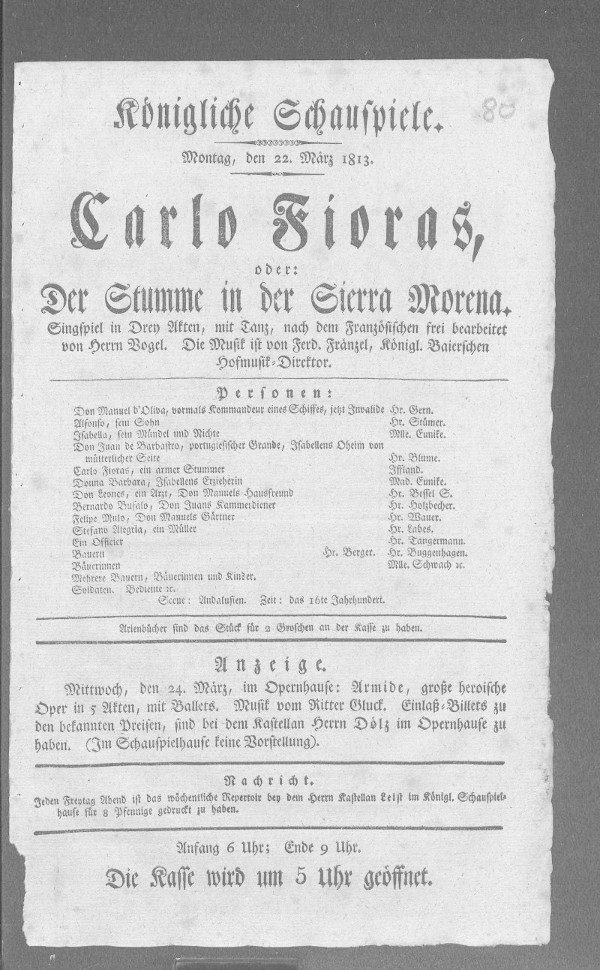 80
Königliche Schauspiele.
Montag, den 22. März 1813.
Carlo Fioras,
oder:
Der Stumme in der Sierra Morena.
Singspiel in Drey Akten, mit Tanz, nach dem Französischen frei bearbeitet
von Herrn Vogel. Die Musik ist von Ferd. Fränzel, Königl. Baierschen
Hofmusik-Direktor.
Personen:
Don Manuel d'Oliva, vormals Kommandeur eines Schiffes, jetzt Invalide Hr. Gern.
Alfonso, sein Sohn Hr. Stümer.
Isabella, sein Mündel und Nichte Mlle. Eunike.
Don Juan de Barbastro, portugiesischer Grande, Isabellens Oheim von
mütterlicher Seite Hr. Blume.
Carlo Fioras, ein armer Stummer Iffland.
Donna Barbara, Isabellens Erzieherin Mad. Eunike.
Don Leones, ein Arzt, Don Manuels Hausfreund Hr. Bessel S.
Bernardo Bufalo, Don Juans Kammerdiener Hr. Holzbecher.
Felipe Mulo, Don Manuels Gärtner Hr. Wauer.
Stefano Alegria, ein Müller Hr. Labes.
Ein Officier Hr. Tangermann.
Bauern Hr. Berger. Hr. Buggenhagen.
Bäuerinnen Mlle. Schwach ꝛc.
Mehrere Bauern, Bäuerinnen und Kinder.
Soldaten. Bediente ꝛc.
Scene: Andalusien. Zeit: das 16te Jahrhundert.
Arienbücher sind das Stück für 2 Groschen an der Kasse zu haben.
Anzeige.
Mittwoch, den 24. März, im Opernhause: Armide, große heroische
Oper in 5 Akten, mit Ballets. Musik vom Ritter Gluck. Einlaß-Billets zu
den bekannten Preisen, sind bei dem Kastellan Herrn Dölz im Opernhause zu
haben. (Im Schauspielhause keine Vorstellung).
Nachricht.
Jeden Freytag Abend ist das wöchentliche Repertoir bey dem Herrn Kastellan Leist im Königl. Schauspiel-
hause für 8 Pfennige gedruckt zu haben.
Anfang 6 Uhr; Ende 9 Uhr.
Die Kasse wird um 5 Uhr geöffnet.